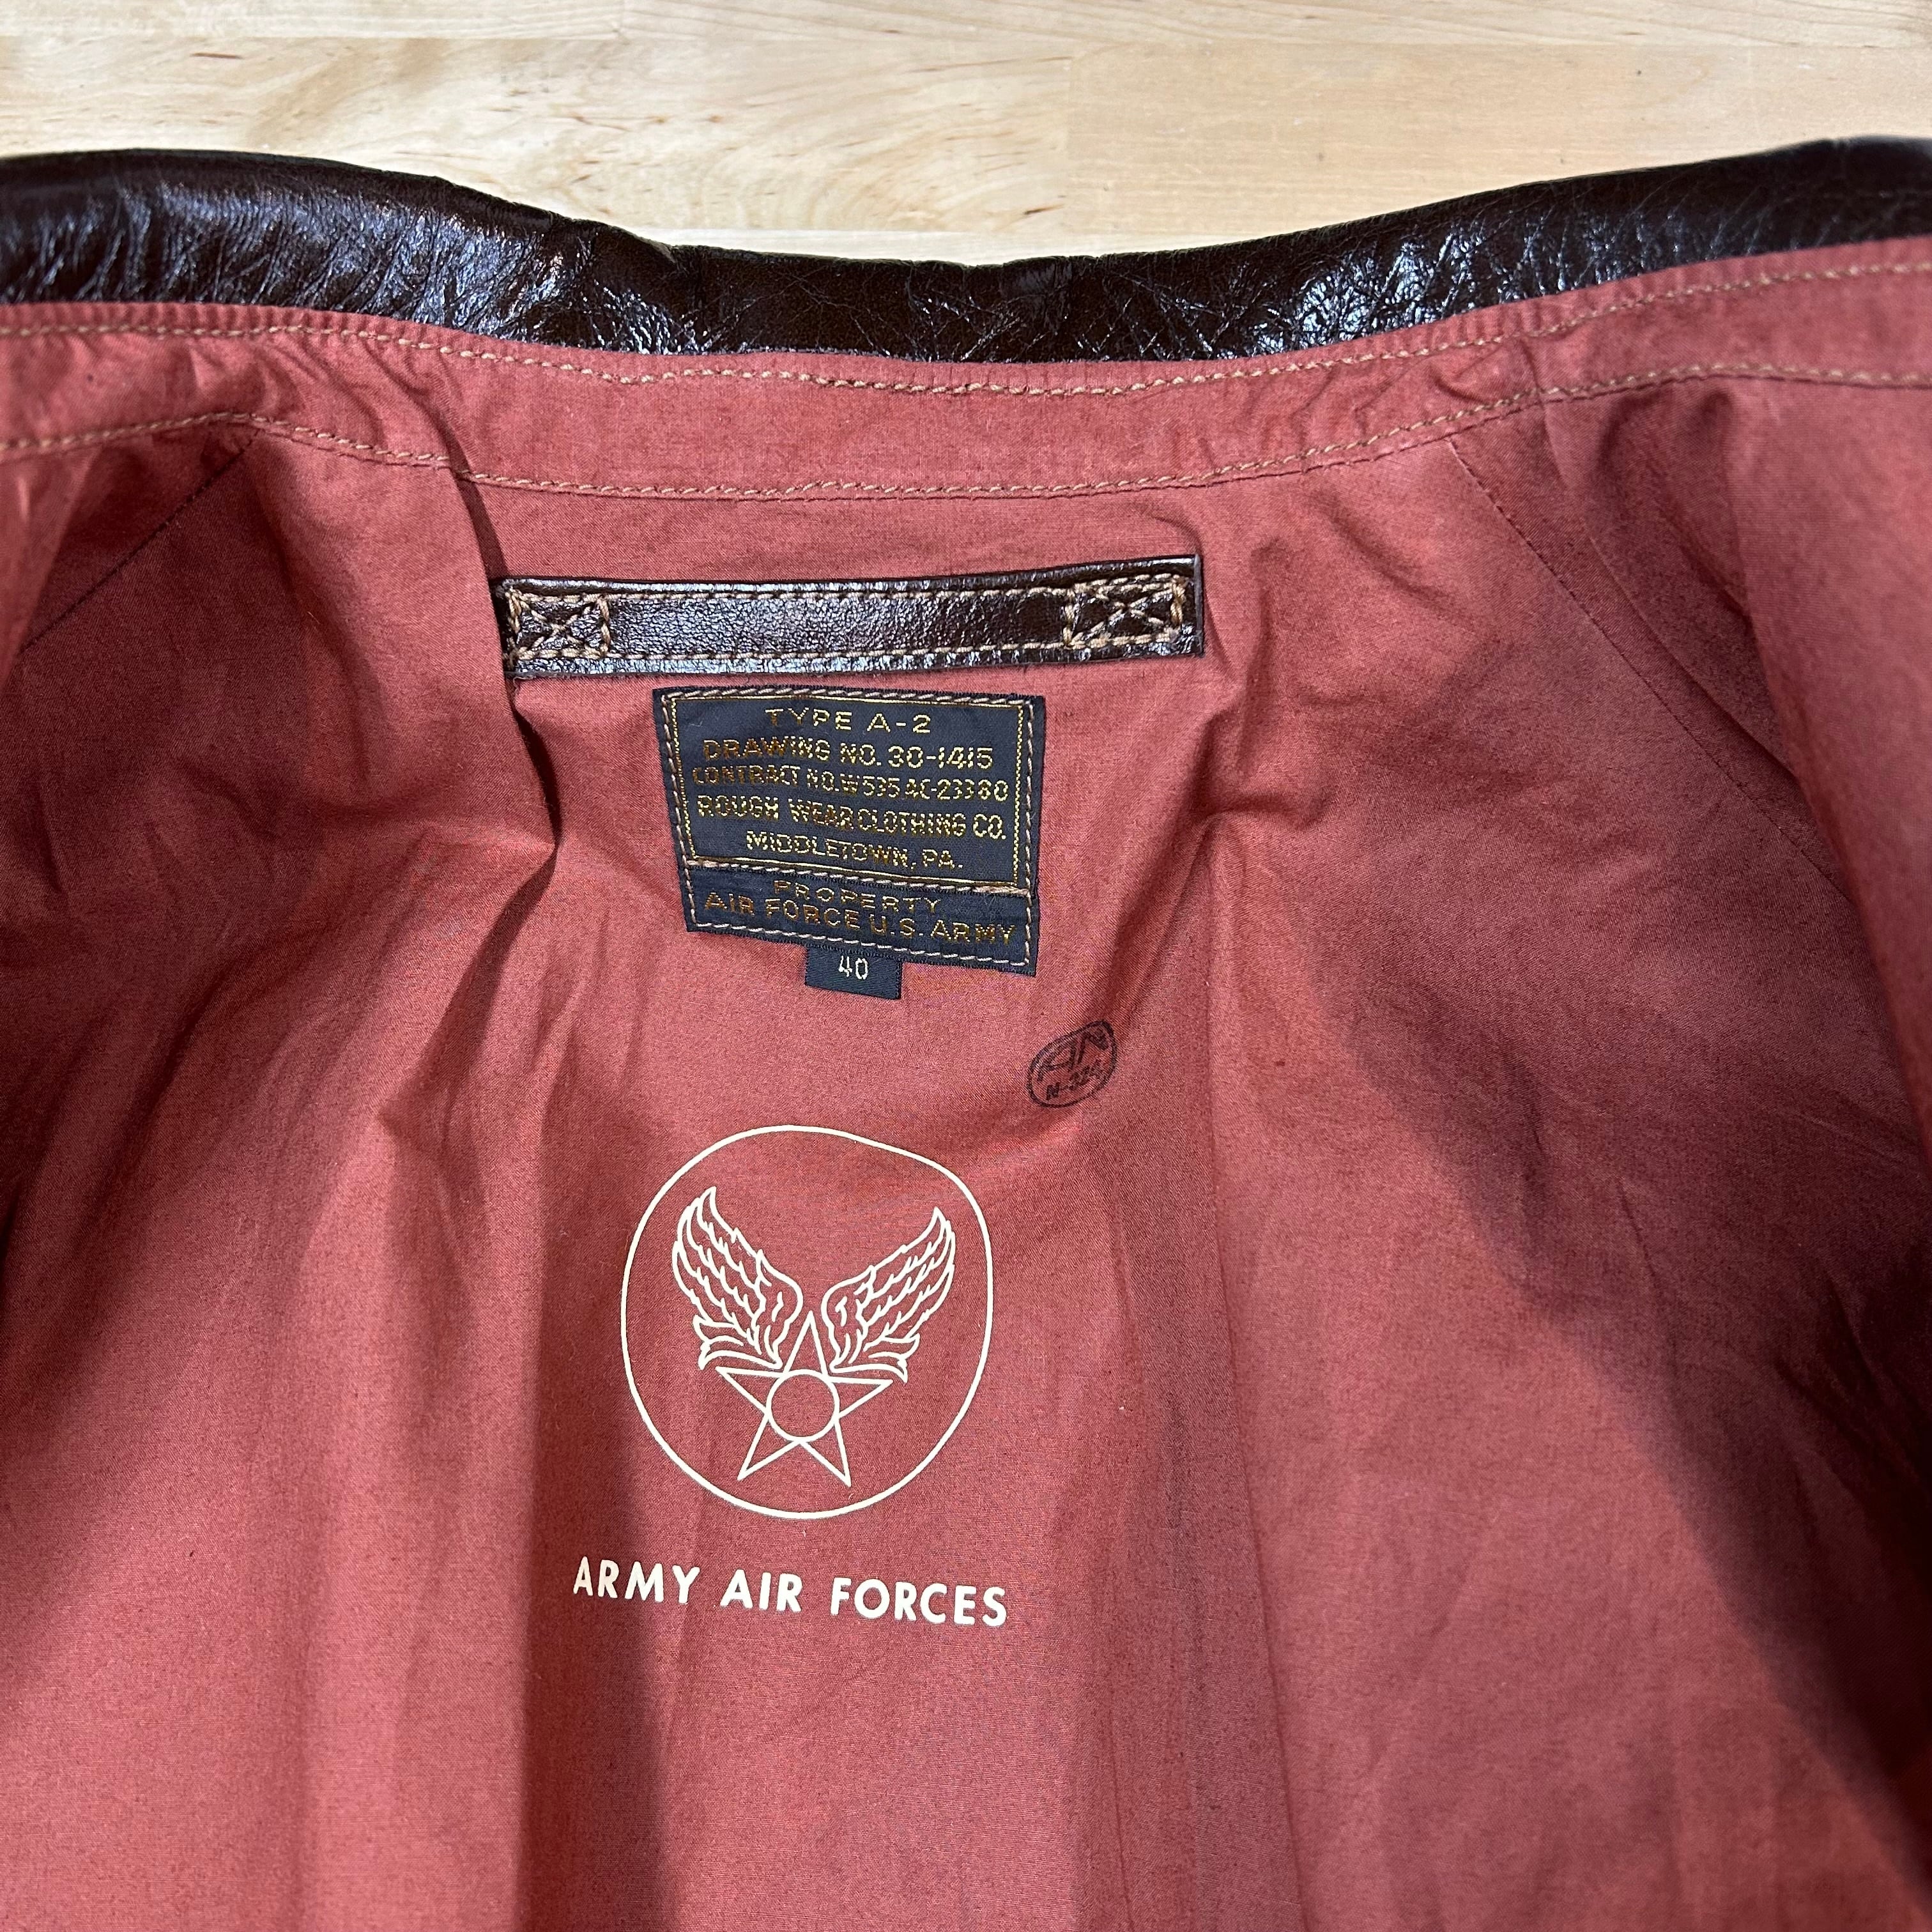 TYPE A-2
DRAWING NO. 30-1415
CONTRACT NO. W535 AC-23380
ROUGH WEAR CLOTHING CO.
MIDDLETOWN, PA.
PROPERTY
AIR FORCE U.S. ARMY
40
AN
ARMY AIR FORCES